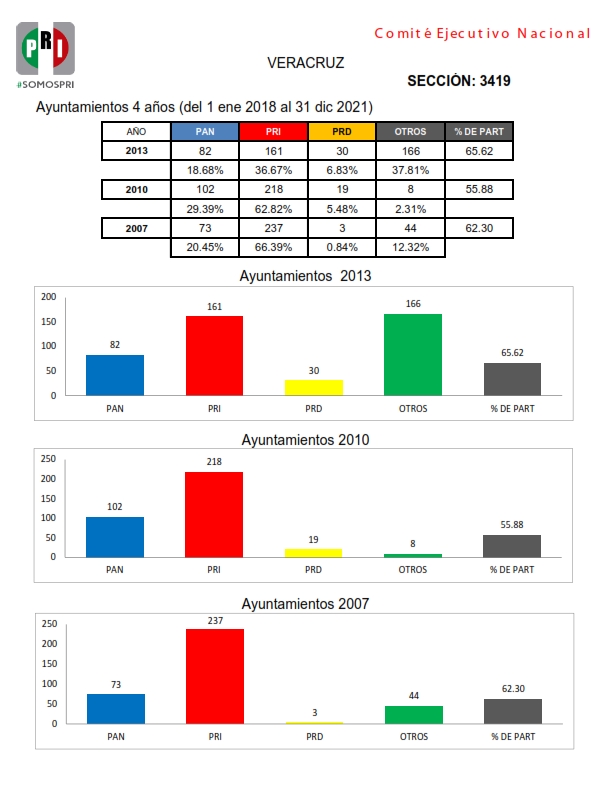 Comité Ejecutivo Nacional
PRI
#SOMOSPRI
VERACRUZ
SECCIÓN: 3419
Ayuntamientos 4 años (del 1 ene 2018 al 31 dic 2021)
AÑO PAN PRI PRD OTROS % DE PART
2013 82 161 30 166 65.62
18.68% 36.67% 6.83% 37.81%
2010 102 218 19 8 55.88
29.39% 62.82% 5.48% 2.31%
2007 73 237 3 44 62.30
20.45% 66.39% 0.84% 12.32%
Ayuntamientos 2013
200
150
100
50
0
82
161
30
166
65.62
PAN PRI PRD OTROS % DE PART
Ayuntamientos 2010
250
200
150
100
50
0
102
218
19
8
55.88
PAN PRI PRD OTROS % DE PART
Ayuntamientos 2007
250
200
150
100
50
0
73
237
3
44
62.30
PAN PRI PRD OTROS % DE PART